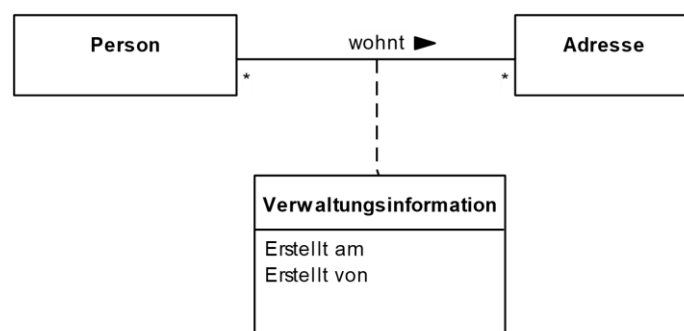 Person
wohnt ►
Adresse
*
*
Verwaltungsinformation
Erstellt am
Erstellt von